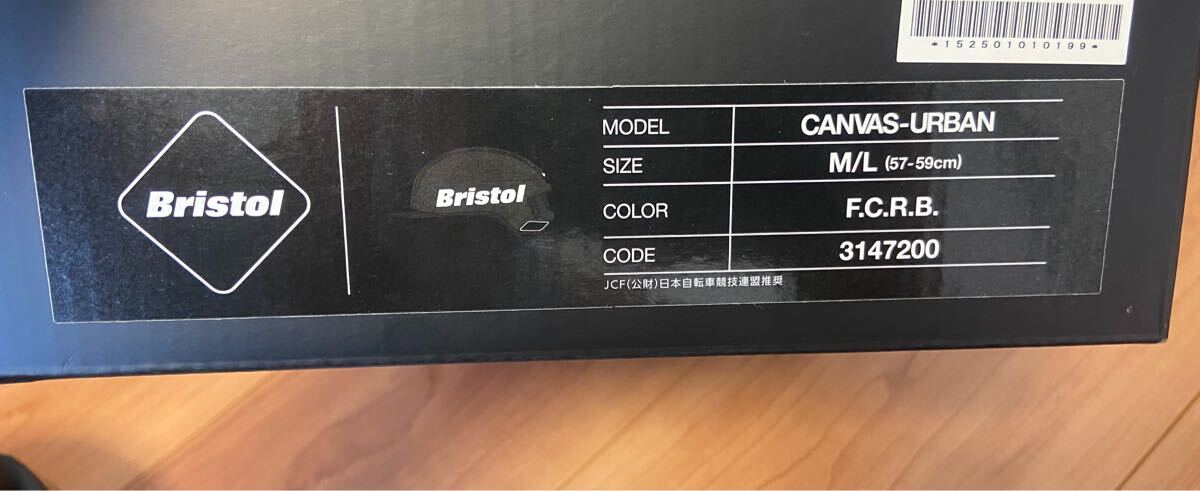 *152501010199*
Bristol
Bristol
MODEL CANVAS-URBAN
SIZE M/L (57-59cm)
COLOR F.C.R.B.
CODE 3147200
JCF(公財)日本自転車競技連盟推奨